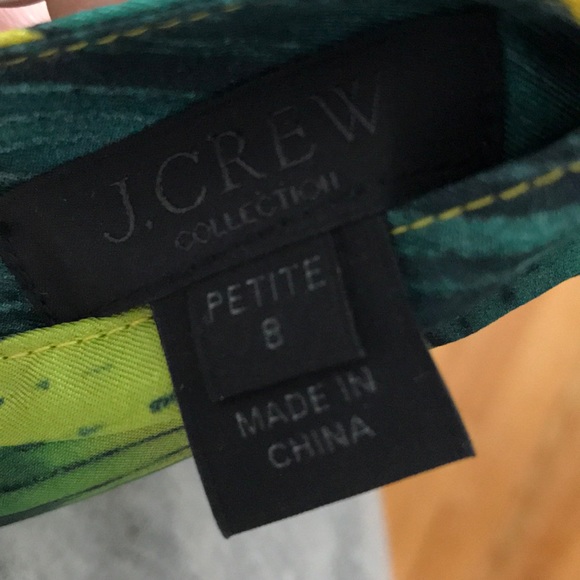 J.CREW
COLLECTION
PETITE
8
MADE IN
CHINA